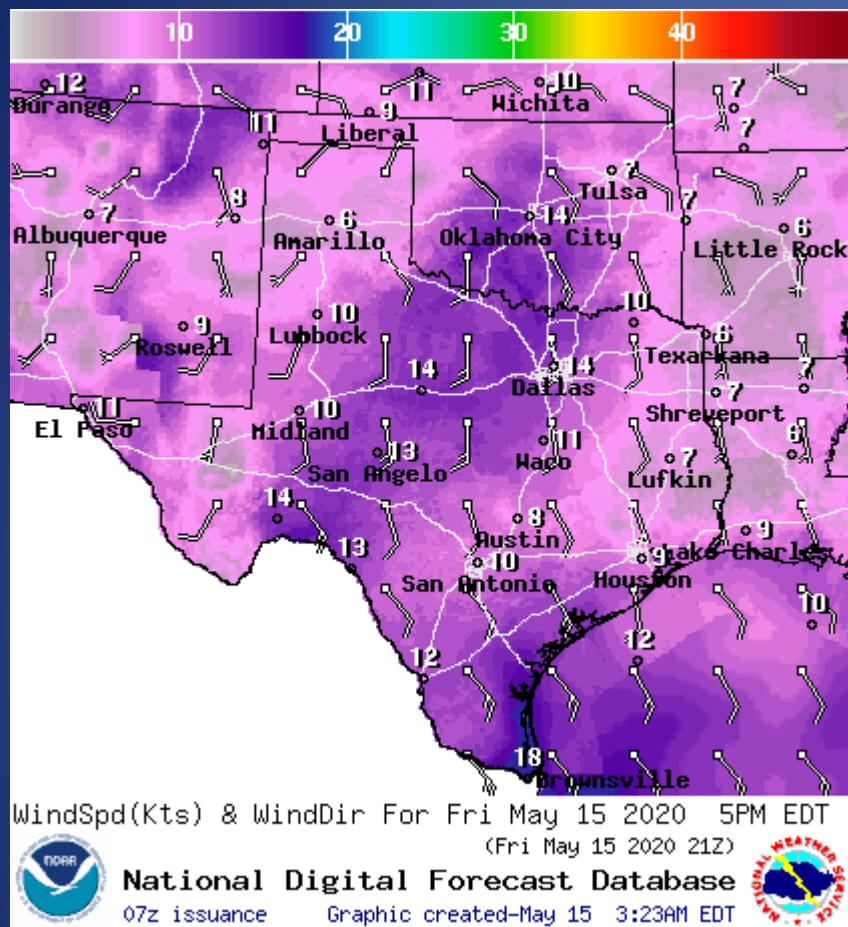 10 20 30 40
12 11 10 7
Durango Liberal Wichita
9
11 7
7 Tulsa
8 6 14 7
7 6
Albuquerque Amarillo Oklahoma City Little Rock
9 10 10 6
Roswell Lubbock Texarkana
14 14 7
Dallas
11 10 7
El Paso Midland Shreveport
13 11 7 6
San Angelo Waco Lufkin
14 8 9
Austin Lake Charles
13 10 9
San Antonio Houston
10
12 12
18
Brownsville
WindSpd(Kts) & WindDir For Fri May 15 2020 5PM EDT
(Fri May 15 2020 21Z)
NOAA
National Digital Forecast Database
07z issuance Graphic created-May 15 3:23AM EDT
NATIONAL WEATHER SERVICE